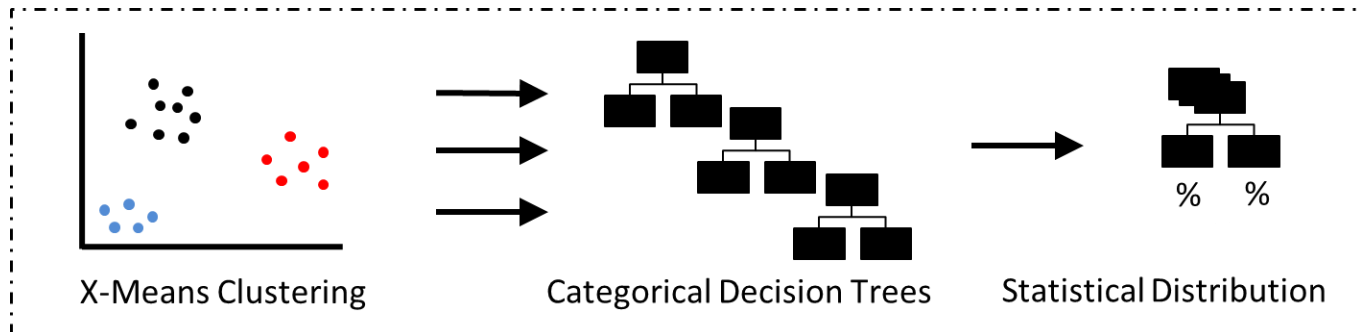 % %
X-Means Clustering
Categorical Decision Trees
Statistical Distribution